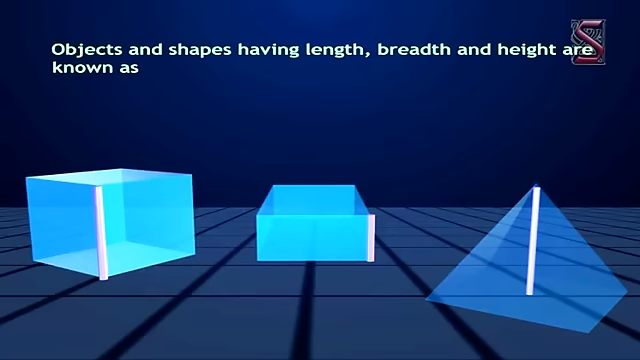 Objects and shapes having length, breadth and height are
known as
S